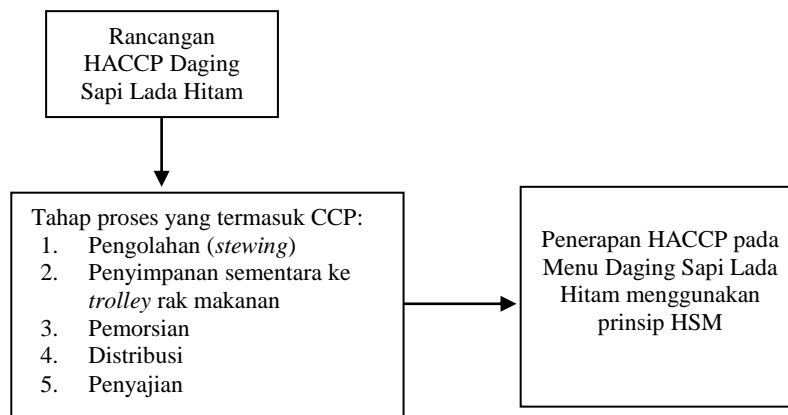 Rancangan
HACCP Daging
Sapi Lada Hitam
Tahap proses yang termasuk CCP:
1. Pengolahan (stewing)
2. Penyimpanan sementara ke
trolley rak makanan
3. Pemorsian
4. Distribusi
5. Penyajian
Penerapan HACCP pada
Menu Daging Sapi Lada
Hitam menggunakan
prinsip HSM